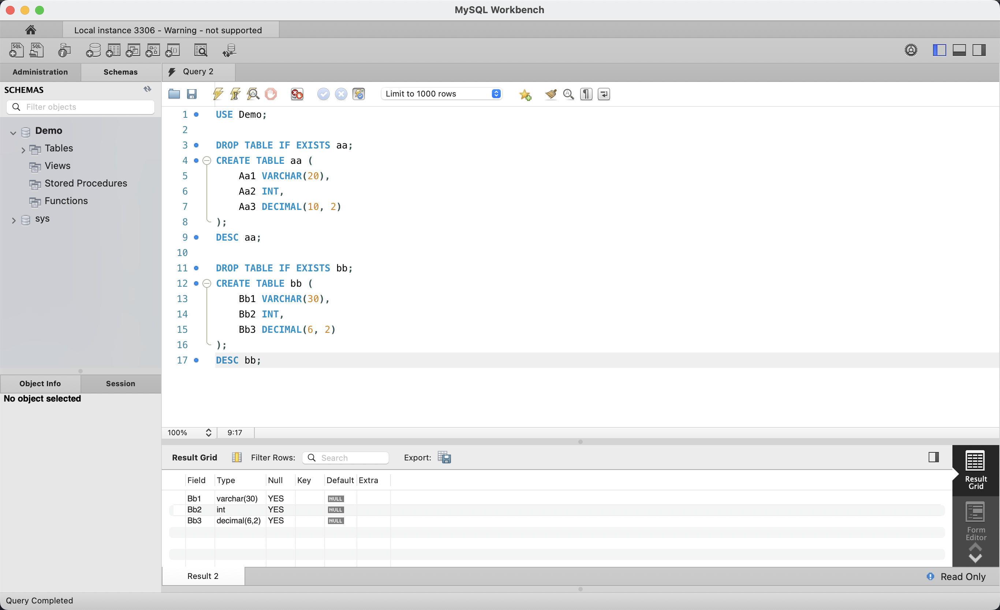 MySQL Workbench
Local instance 3306 - Warning - not supported
SQL SQL
Administration Schemas Query 2
SCHEMAS
Limit to 1000 rows
Filter objects
Demo
Tables
Views
Stored Procedures
Functions
sys
1 USE Demo;
2
3 DROP TABLE IF EXISTS aa;
4 CREATE TABLE aa (
5 Aa1 VARCHAR(20),
6 Aa2 INT,
7 Aa3 DECIMAL(10, 2)
8 );
9 DESC aa;
10
11 DROP TABLE IF EXISTS bb;
12 CREATE TABLE bb (
13 Bb1 VARCHAR(30),
14 Bb2 INT,
15 Bb3 DECIMAL(6, 2)
16 );
17 DESC bb;
Object Info Session
No object selected
100% 9:17
Result Grid Filter Rows: Search Export:
Field Type Null Key Default Extra
Bb1 varchar(30) YES NULL
Bb2 int YES NULL
Bb3 decimal(6,2) YES NULL
Result
Grid
Form
Editor
Result 2
Read Only
Query Completed